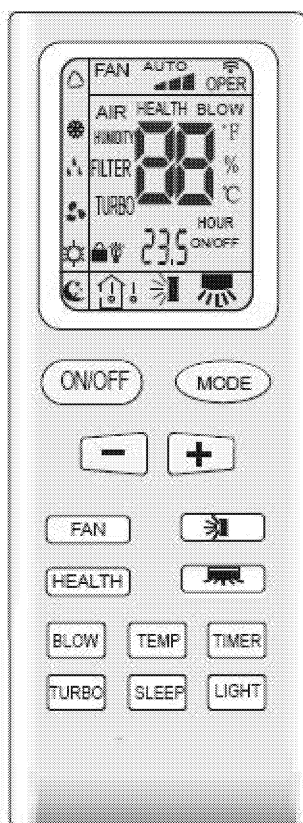 FAN AUTO OPER
AIR HEALTH BLOW
HUMIDITY 88 °F
FILTER %
TURBO °C
HOUR
23.5 ON/OFF
ON/OFF MODE
- +
FAN
HEALTH
BLOW TEMP TIMER
TURBO SLEEP LIGHT